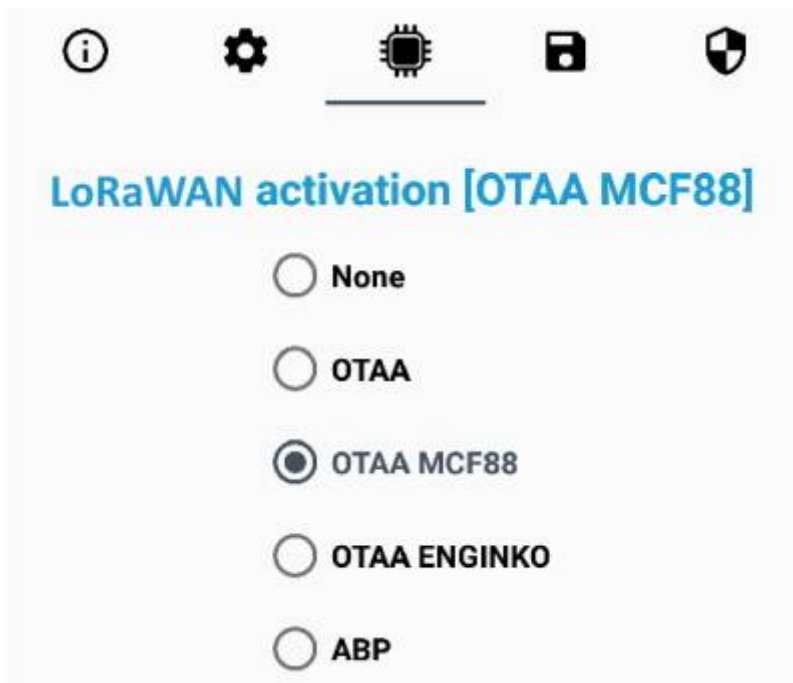 LoRaWAN activation [OTAA MCF88]
None
OTAA
OTAA MCF88
OTAA ENGINKO
ABP